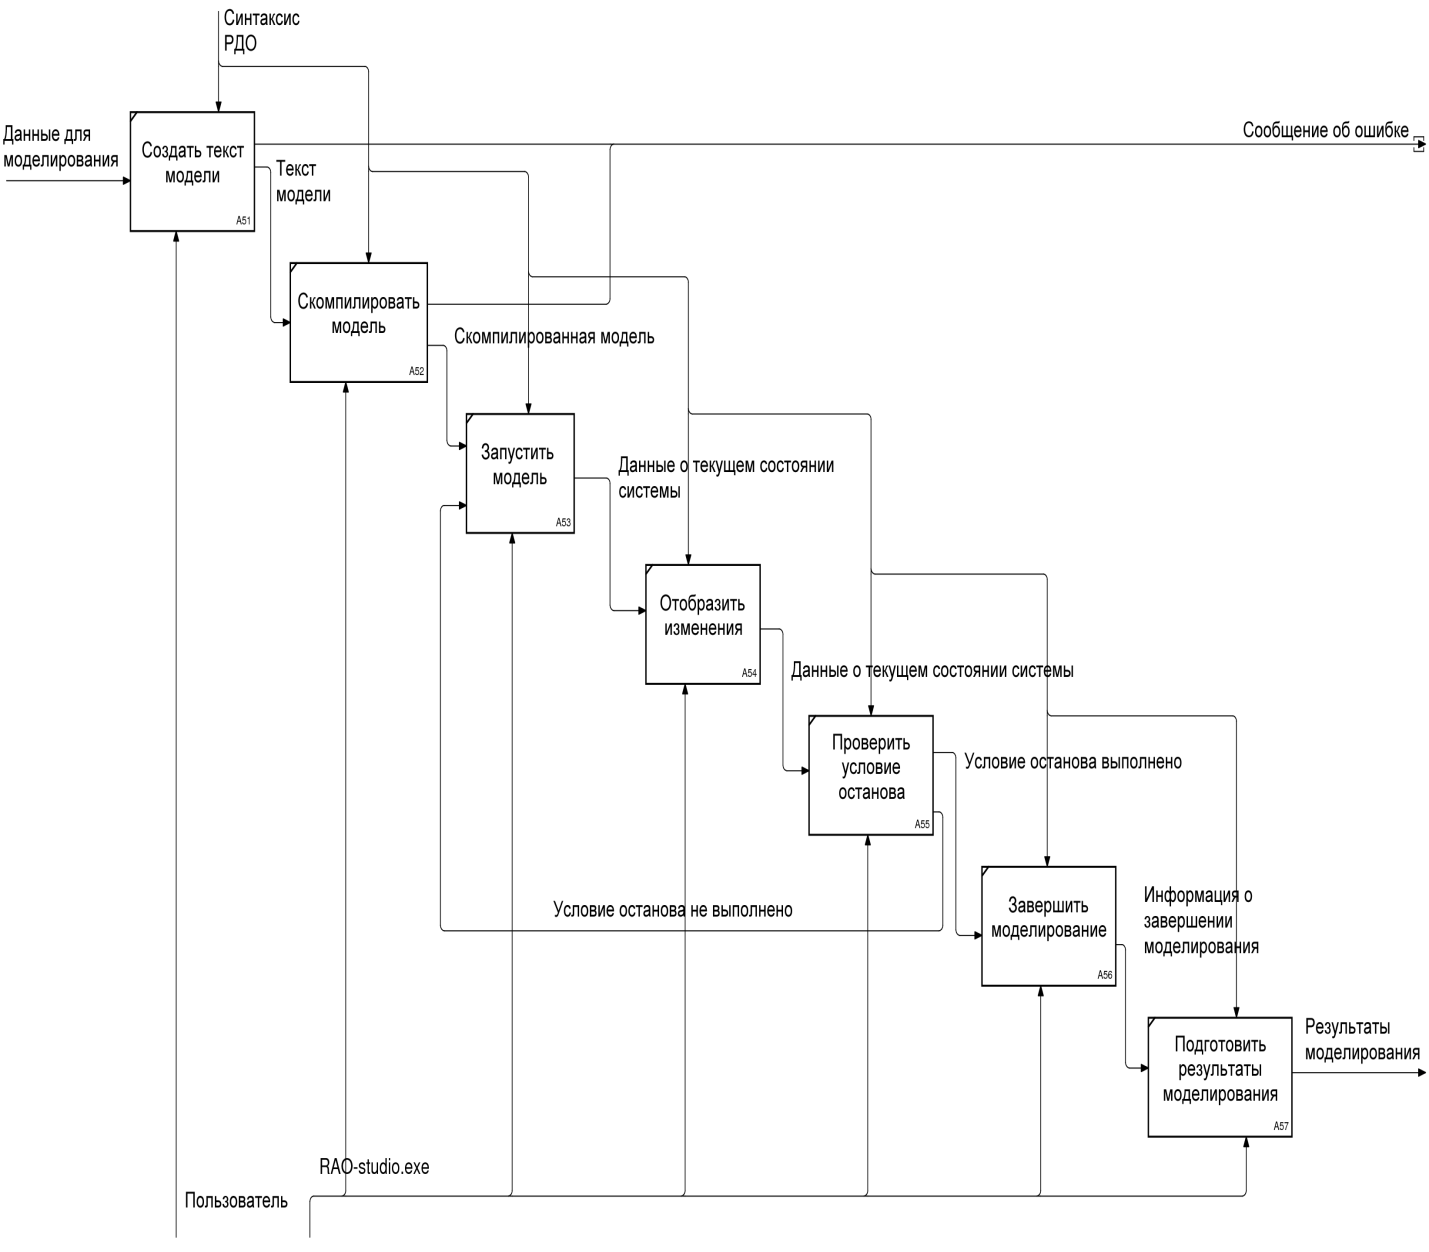 Синтаксис
РДО
Данные для
моделирования
Создать текст
модели
A51
Сообщение об ошибке
Текст
модели
Скомпилировать
модель
A52
Скомпилированная модель
Запустить
модель
A53
Данные о текущем состоянии
системы
Отобразить
изменения
A54
Данные о текущем состоянии системы
Проверить
условие
останова
A55
Условие останова выполнено
Условие останова не выполнено
Завершить
моделирование
A56
Информация о
завершении
моделирования
Подготовить
результаты
моделирования
A57
Результаты
моделирования
RAO-studio.exe
Пользователь